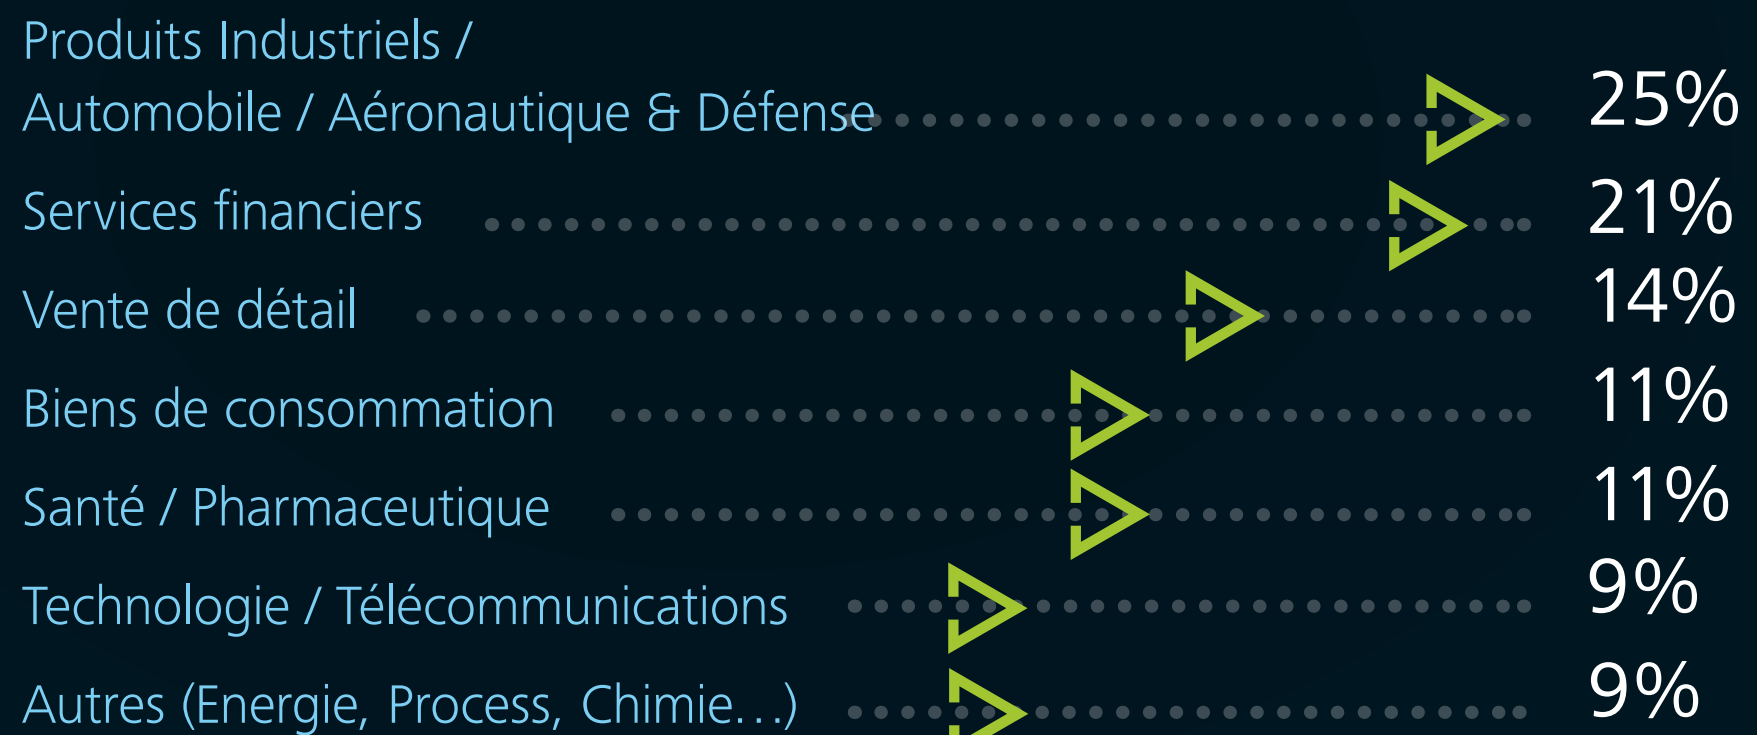 Produits Industriels /
Automobile / Aéronautique & Défense 25%
Services financiers 21%
Vente de détail 14%
Biens de consommation 11%
Santé / Pharmaceutique 11%
Technologie / Télécommunications 9%
Autres (Energie, Process, Chimie…) 9%